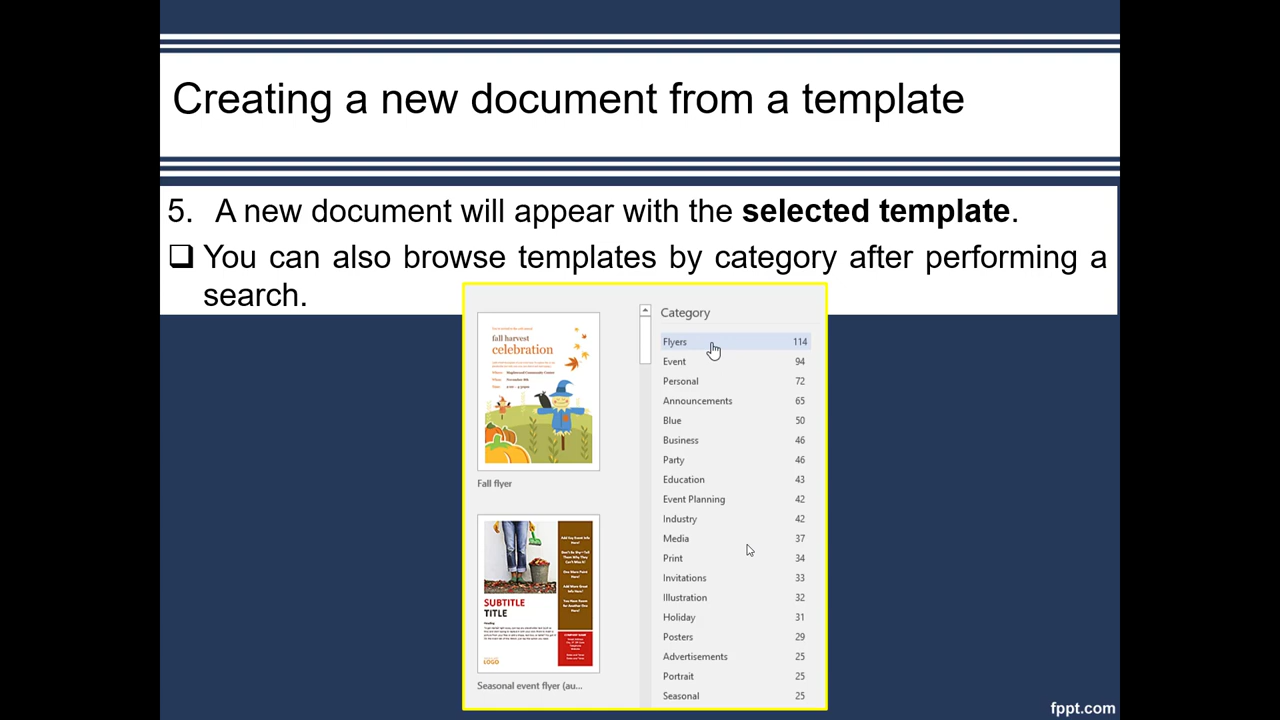 Creating a new document from a template
5. A new document will appear with the selected template.
❑ You can also browse templates by category after performing a
search.
fall harvest
celebration
Fall flyer
SUBTITLE
TITLE
LOGO
Seasonal event flyer (au...
Category
Flyers 114
Event 94
Personal 72
Announcements 65
Blue 50
Business 46
Party 46
Education 43
Event Planning 42
Industry 42
Media 37
Print 34
Invitations 33
Illustration 32
Holiday 31
Posters 29
Advertisements 25
Portrait 25
Seasonal 25
fppt.com